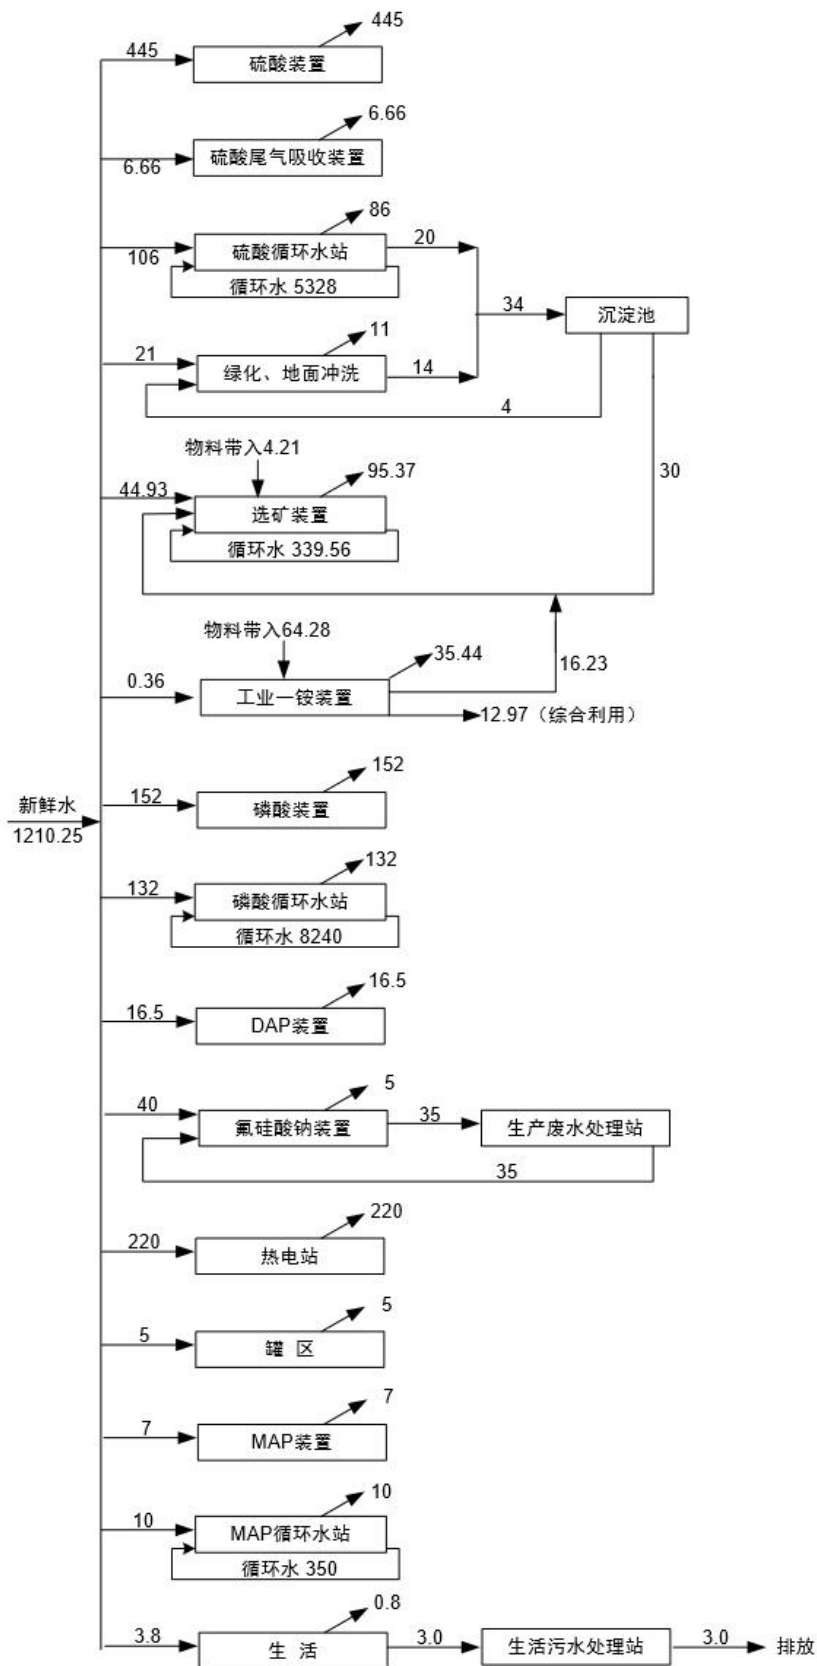 445
445
硫酸装置
6.66
6.66
硫酸尾气吸收装置
86
106
硫酸循环水站
20
循环水 5328
34
沉淀池
11
21
绿化、地面冲洗
14
4
物料带入4.21
95.37
44.93
选矿装置
循环水 339.56
30
物料带入64.28
35.44
0.36
工业一铵装置
16.23
12.97（综合利用）
152
152
磷酸装置
新鲜水
1210.25
132
132
磷酸循环水站
循环水 8240
16.5
16.5
DAP装置
5
40
氟硅酸钠装置
35
生产废水处理站
35
220
220
热电站
5
5
罐 区
7
7
MAP装置
10
10
MAP循环水站
循环水 350
0.8
3.8
生 活
3.0
生活污水处理站
3.0
排放